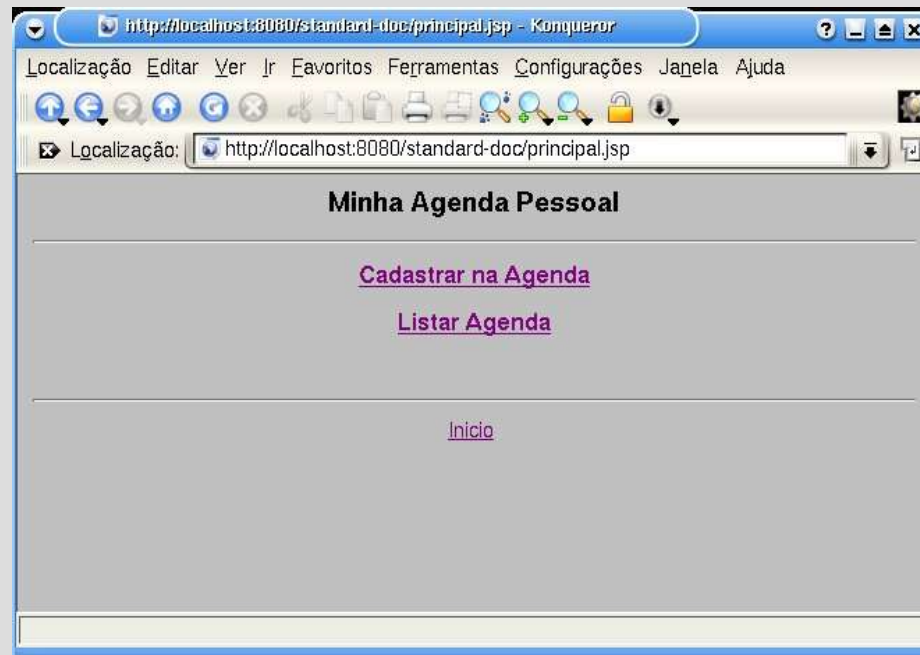 http://localhost:8080/standard-doc/principal.jsp - Konqueror
Localização Editar Ver Ir Favoritos Ferramentas Configurações Janela Ajuda
Localização: http://localhost:8080/standard-doc/principal.jsp
Minha Agenda Pessoal
Cadastrar na Agenda
Listar Agenda
Inicio